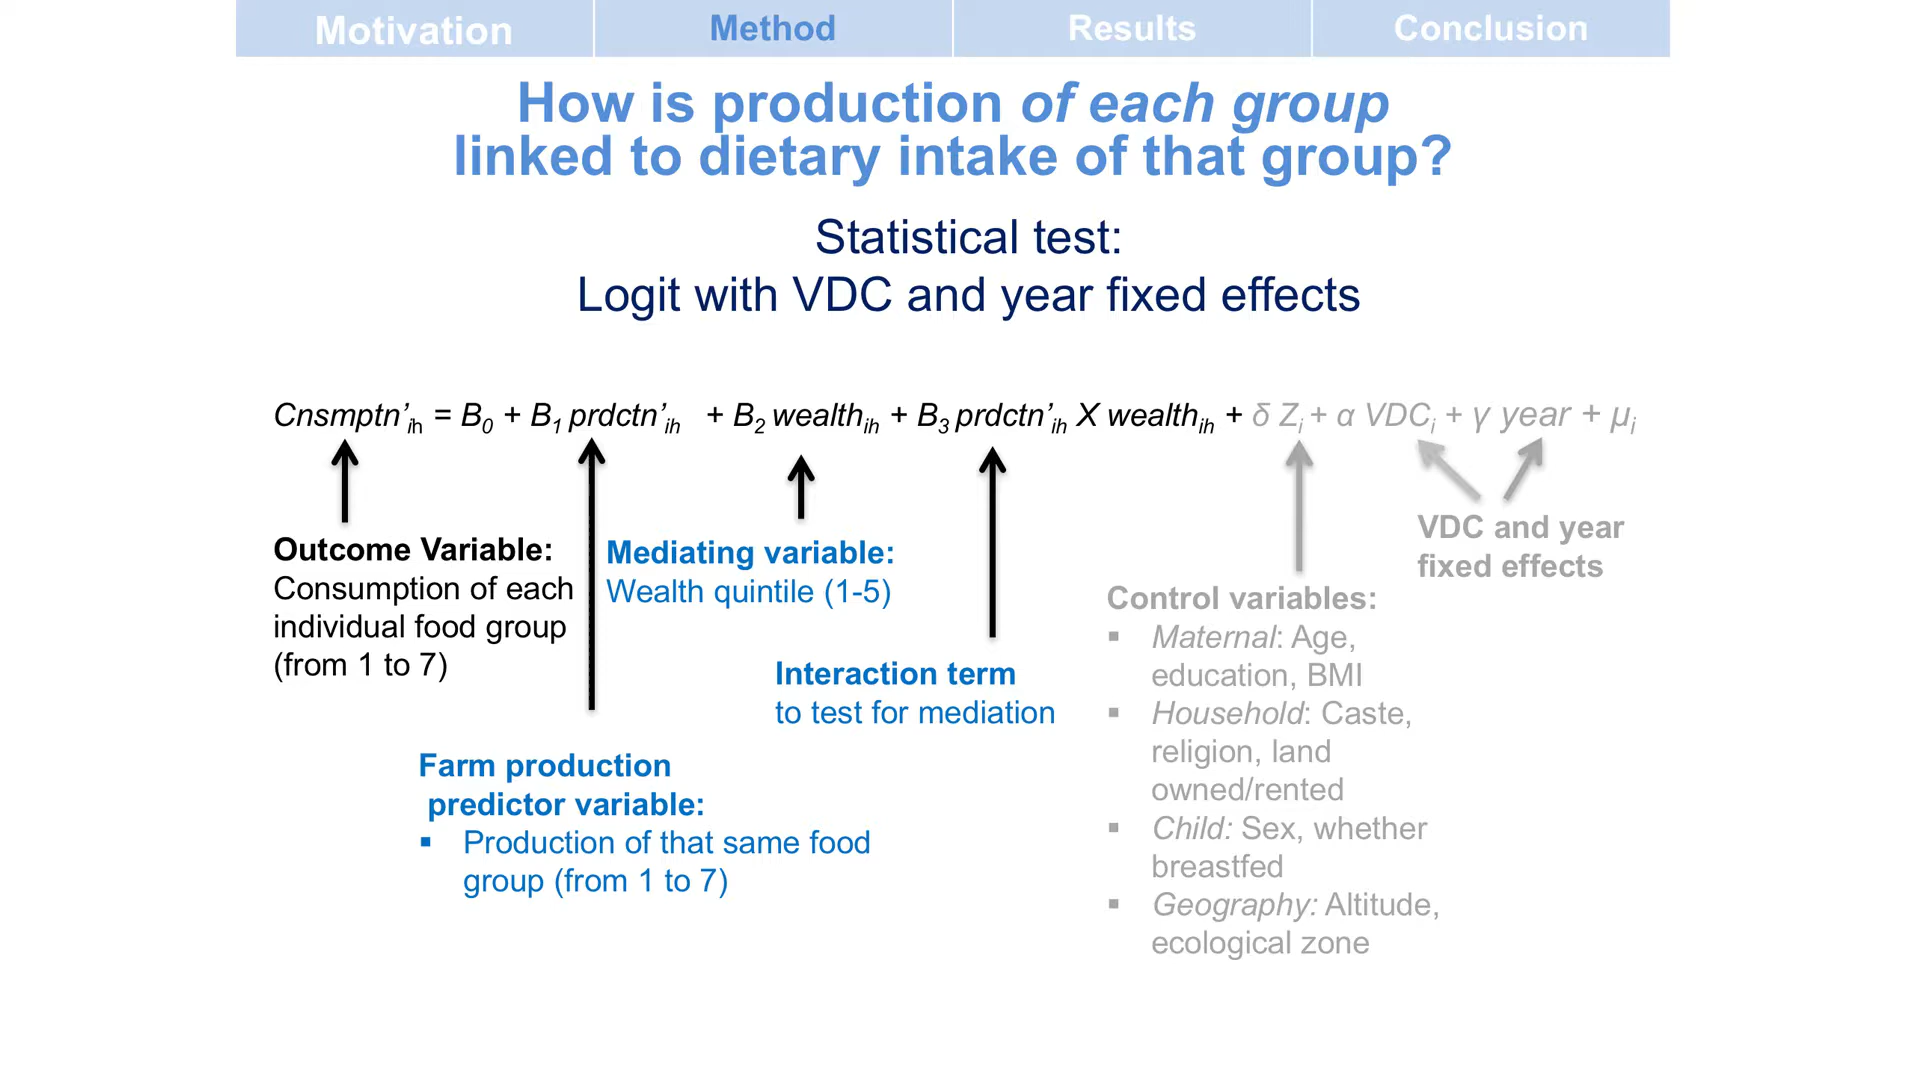 Motivation
Method
Results
Conclusion
How is production of each group
linked to dietary intake of that group?
Statistical test:
Logit with VDC and year fixed effects
Cnsmptn’ih = B0 + B1 prdctn’ih + B2 wealthih + B3 prdctn’ih X wealthih + δ Zi + α VDCi + γ year + μi
Outcome Variable:
Consumption of each
individual food group
(from 1 to 7)
Mediating variable:
Wealth quintile (1-5)
Interaction term
to test for mediation
Farm production
predictor variable:
▪ Production of that same food
group (from 1 to 7)
VDC and year
fixed effects
Control variables:
▪ Maternal: Age,
education, BMI
▪ Household: Caste,
religion, land
owned/rented
▪ Child: Sex, whether
breastfed
▪ Geography: Altitude,
ecological zone